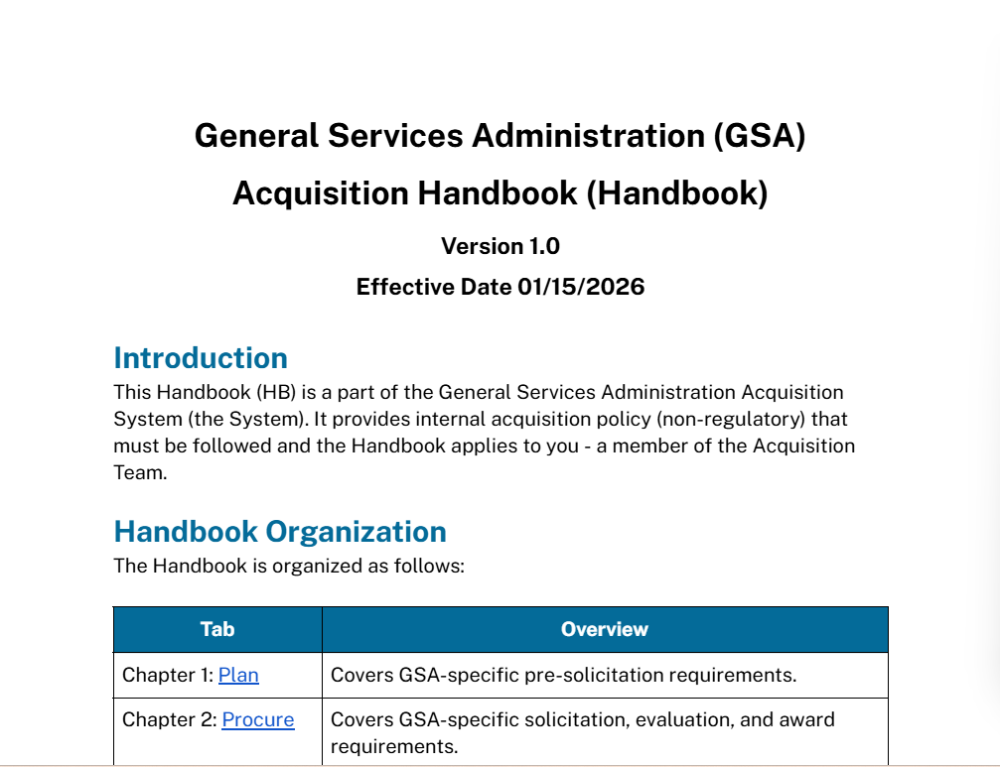 General Services Administration (GSA)
Acquisition Handbook (Handbook)
Version 1.0
Effective Date 01/15/2026
Introduction
This Handbook (HB) is a part of the General Services Administration Acquisition
System (the System). It provides internal acquisition policy (non-regulatory) that
must be followed and the Handbook applies to you - a member of the Acquisition
Team.
Handbook Organization
The Handbook is organized as follows:
Tab Overview
Chapter 1: Plan Covers GSA-specific pre-solicitation requirements.
Chapter 2: Procure Covers GSA-specific solicitation, evaluation, and award
requirements.